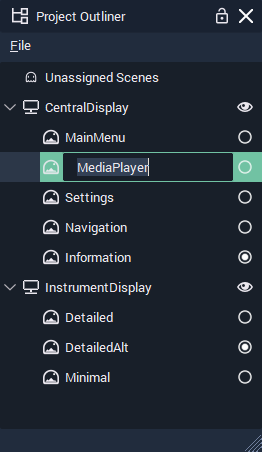 Project Outliner
File
Unassigned Scenes
CentralDisplay
MainMenu
MediaPlayer
Settings
Navigation
Information
InstrumentDisplay
Detailed
DetailedAlt
Minimal